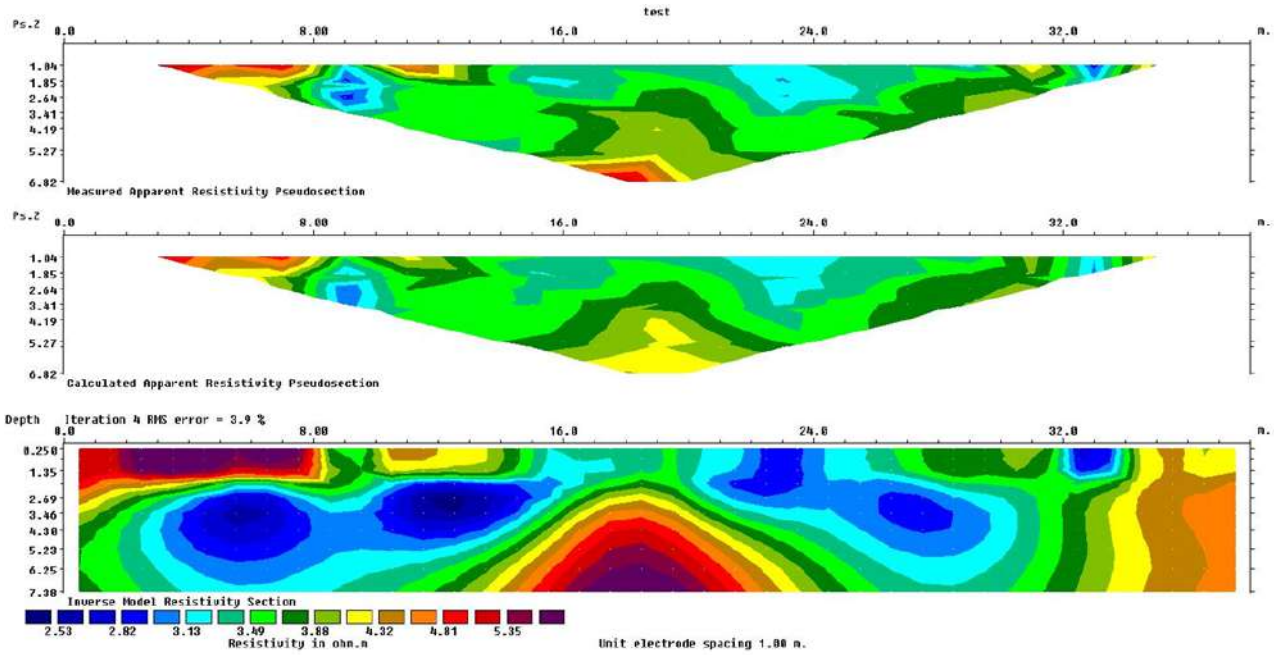 test
Ps.Z 0.0 8.00 16.0 24.0 32.0 m.
1.04
1.85
2.64
3.41
4.19
5.27
6.82
Measured Apparent Resistivity Pseudosection
Ps.Z 0.0 8.00 16.0 24.0 32.0 m.
1.04
1.85
2.64
3.41
4.19
5.27
6.82
Calculated Apparent Resistivity Pseudosection
Depth Iteration 4 RMS error = 3.9 %
0.0 8.00 16.0 24.0 32.0 m.
0.250
1.35
2.69
3.46
4.30
5.29
6.25
7.30
Inverse Model Resistivity Section
2.53 2.82 3.13 3.49 3.88 4.32 4.81 5.35
Resistivity in ohm.m Unit electrode spacing 1.00 m.